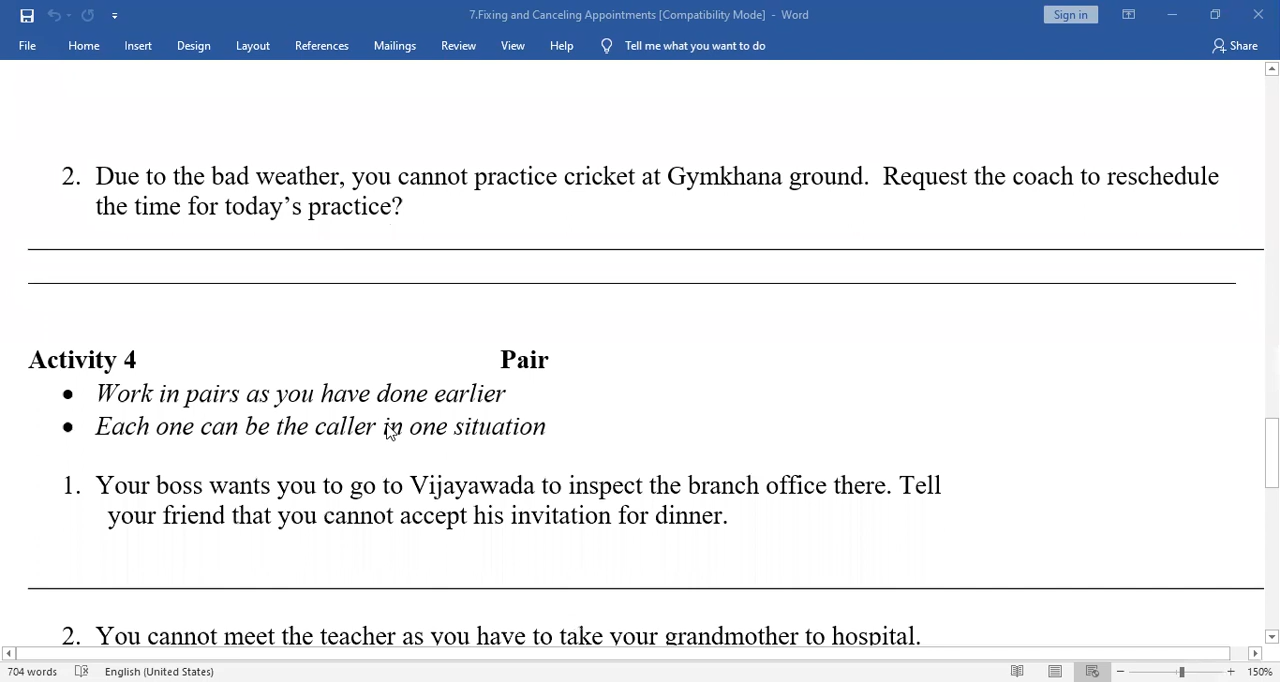 7.Fixing and Canceling Appointments [Compatibility Mode] - Word
Sign in
File Home Insert Design Layout References Mailings Review View Help Tell me what you want to do Share
2. Due to the bad weather, you cannot practice cricket at Gymkhana ground. Request the coach to reschedule
the time for today’s practice?
Activity 4 Pair
• Work in pairs as you have done earlier
• Each one can be the caller in one situation
1. Your boss wants you to go to Vijayawada to inspect the branch office there. Tell
your friend that you cannot accept his invitation for dinner.
2. You cannot meet the teacher as you have to take your grandmother to hospital.
704 words English (United States) 150%